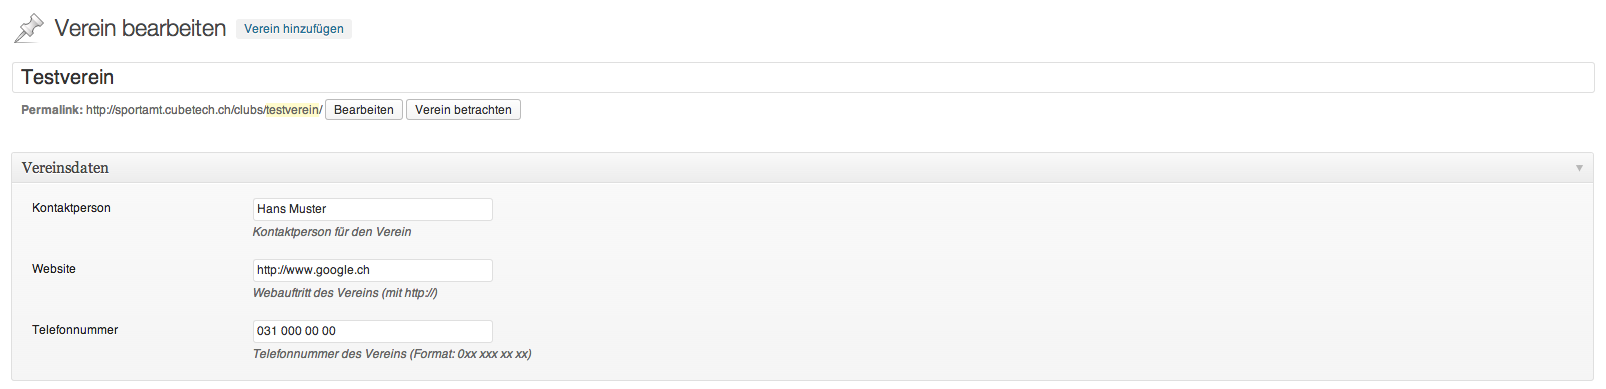 Verein bearbeiten Verein hinzufügen
Testverein
Permalink: http://sportamt.cubetech.ch/clubs/testverein/ Bearbeiten Verein betrachten
Vereinsdaten
Kontaktperson Hans Muster
Kontaktperson für den Verein
Website http://www.google.ch
Webauftritt des Vereins (mit http://)
Telefonnummer 031 000 00 00
Telefonnummer des Vereins (Format: 0xx xxx xx xx)